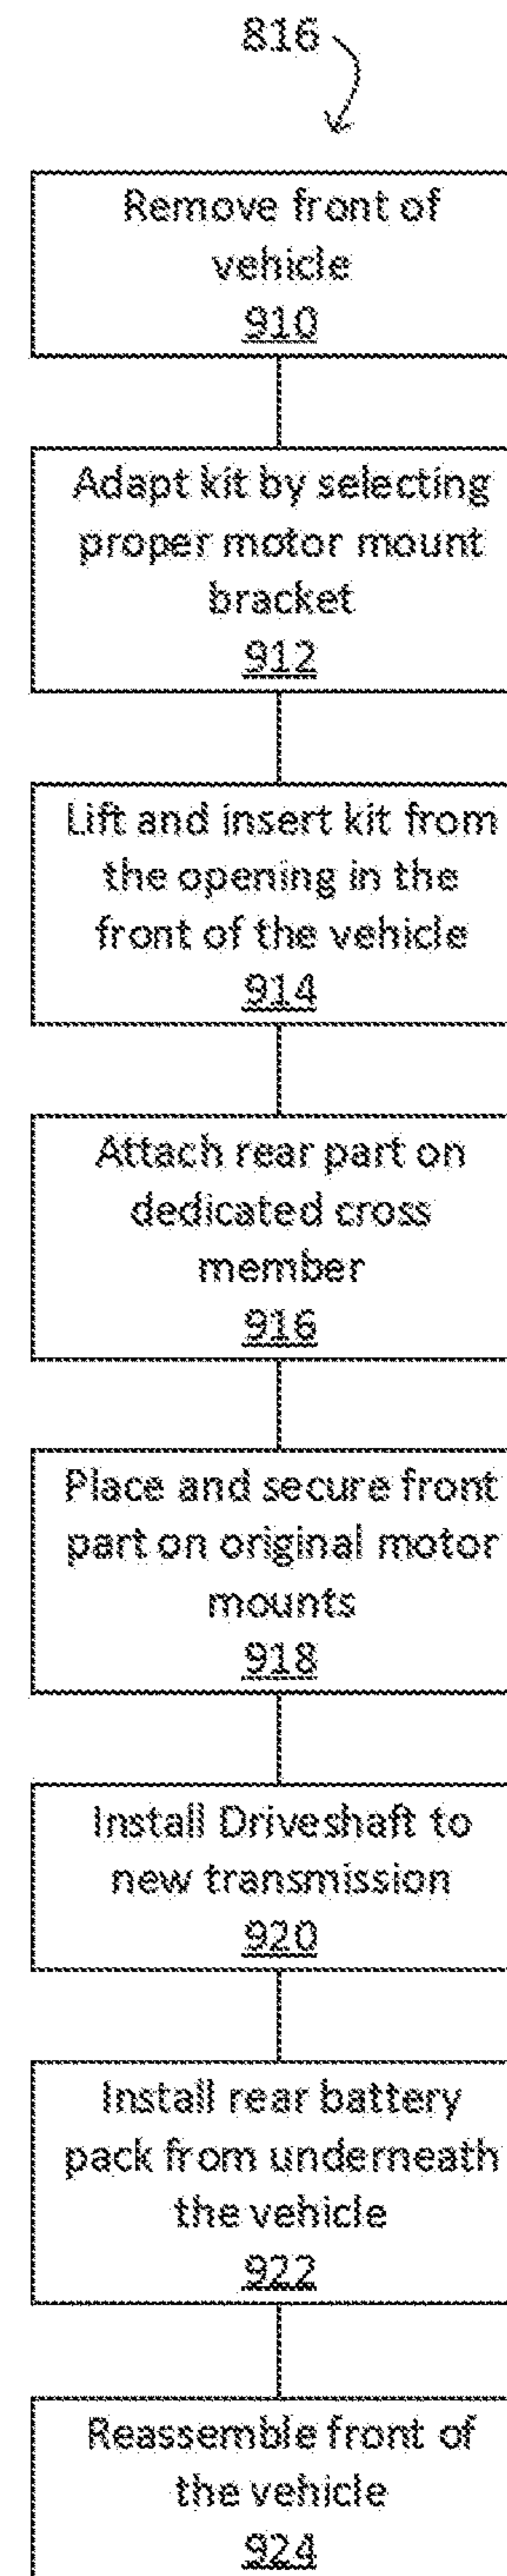 816
Remove front of
vehicle
910
Adapt kit by selecting
proper motor mount
bracket
912
Lift and insert kit from
the opening in the
front of the vehicle
914
Attach rear part on
dedicated cross
member
916
Place and secure front
part on original motor
mounts
918
Install Driveshaft to
new transmission
920
Install rear battery
pack from underneath
the vehicle
922
Reassemble front of
the vehicle
924